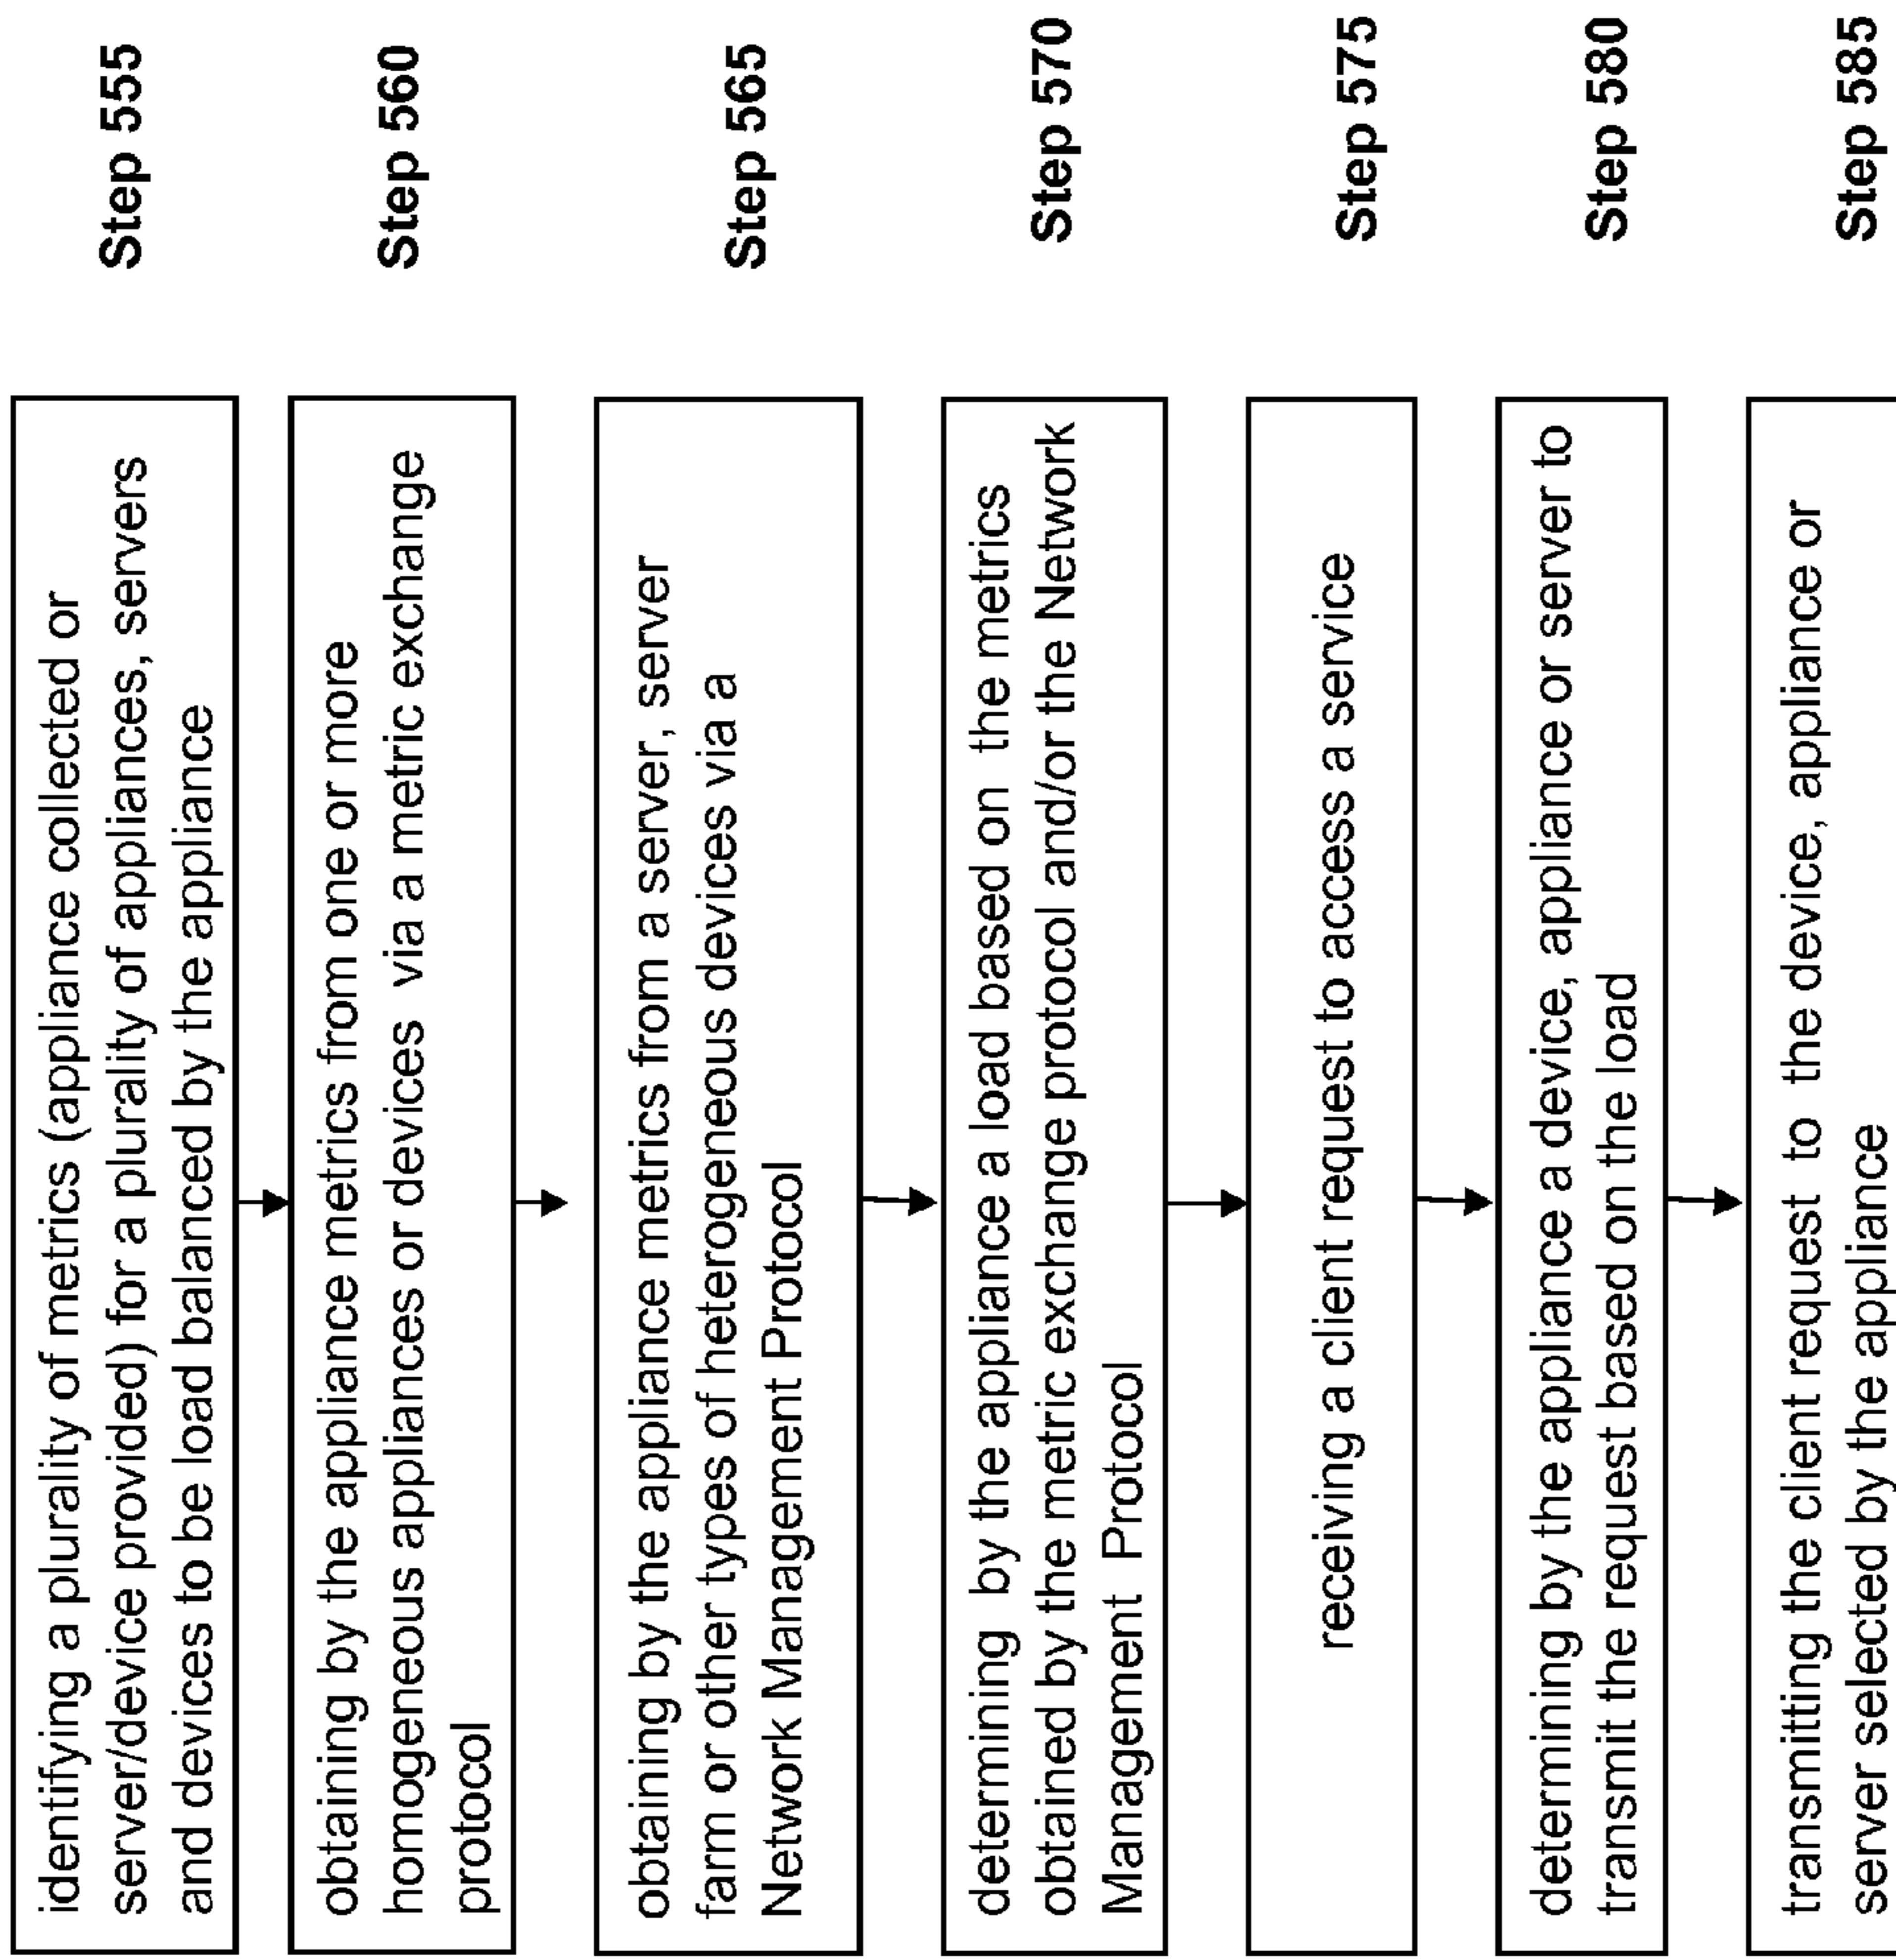 identifying a plurality of metrics (appliance collected or
server/device provided) for a plurality of appliances, servers
and devices to be load balanced by the appliance
Step 555
obtaining by the appliance metrics from one or more
homogeneous appliances or devices via a metric exchange
protocol
Step 560
obtaining by the appliance metrics from a server, server
farm or other types of heterogeneous devices via a
Network Management Protocol
Step 565
determining by the appliance a load based on the metrics
obtained by the metric exchange protocol and/or the Network
Management Protocol
Step 570
receiving a client request to access a service
Step 575
determining by the appliance a device, appliance or server to
transmit the request based on the load
Step 580
transmitting the client request to the device, appliance or
server selected by the appliance
Step 585